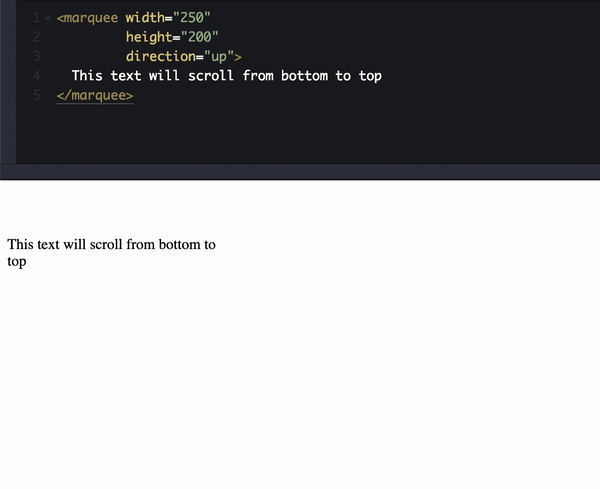 1 <marquee width="250"
2 height="200"
3 direction="up">
4 This text will scroll from bottom to top
5 </marquee>
This text will scroll from bottom to
top